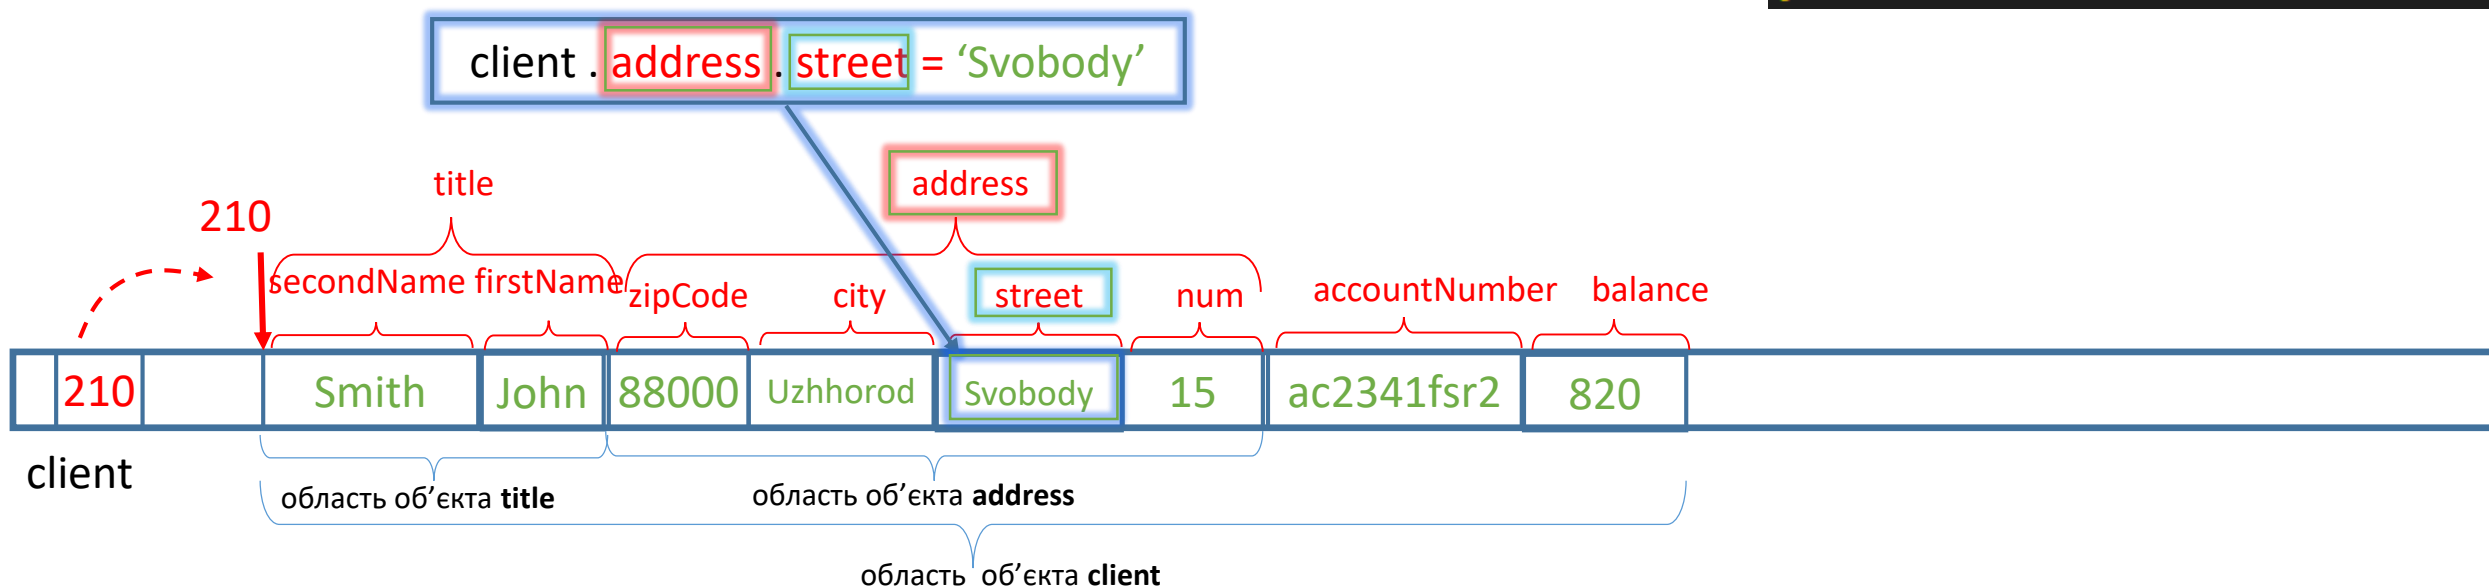 client . address . street = ‘Svobody’
title
address
210
secondName firstName zipCode city street num accountNumber balance
210 Smith John 88000 Uzhhorod Svobody 15 ac2341fsr2 820
client
область об’єкта title
область об’єкта address
область об’єкта client